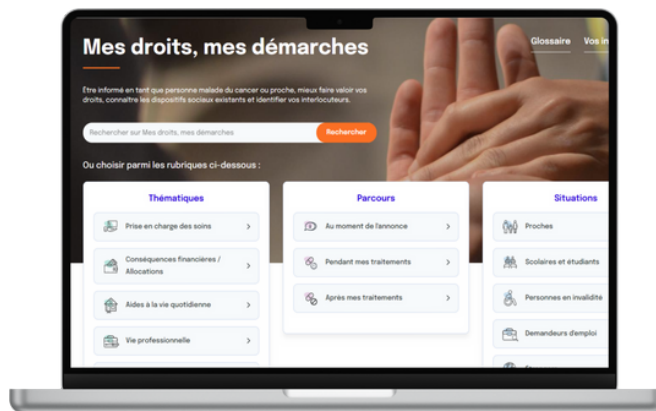 Mes droits, mes démarches
Glossaire Vos in
Être informé en tant que personne malade du cancer ou proche, mieux faire valoir vos
droits, connaître les dispositifs sociaux existants et identifier vos interlocuteurs.
Rechercher sur Mes droits, mes démarches
Rechercher
Ou choisir parmi les rubriques ci-dessous :
Thématiques
Prise en charge des soins
Conséquences financières /
Allocations
Aides à la vie quotidienne
Vie professionnelle
Parcours
Au moment de l'annonce
Pendant mes traitements
Après mes traitements
Situations
Proches
Scolaires et étudiants
Personnes en invalidité
Demandeurs d'emploi